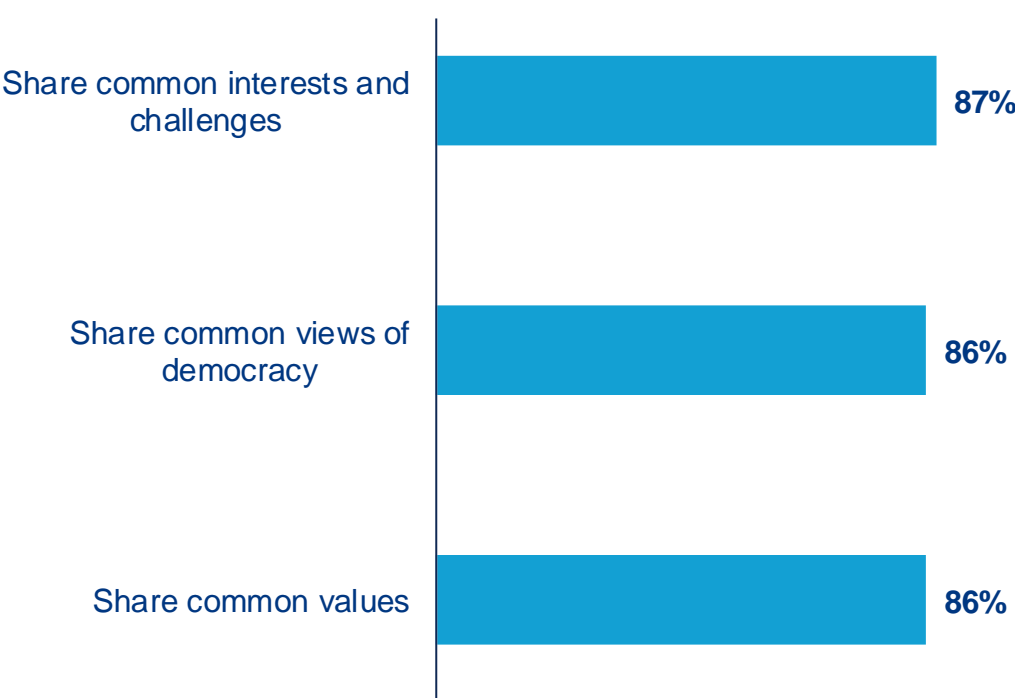 Share common interests and
challenges
87%
Share common views of
democracy
86%
Share common values
86%